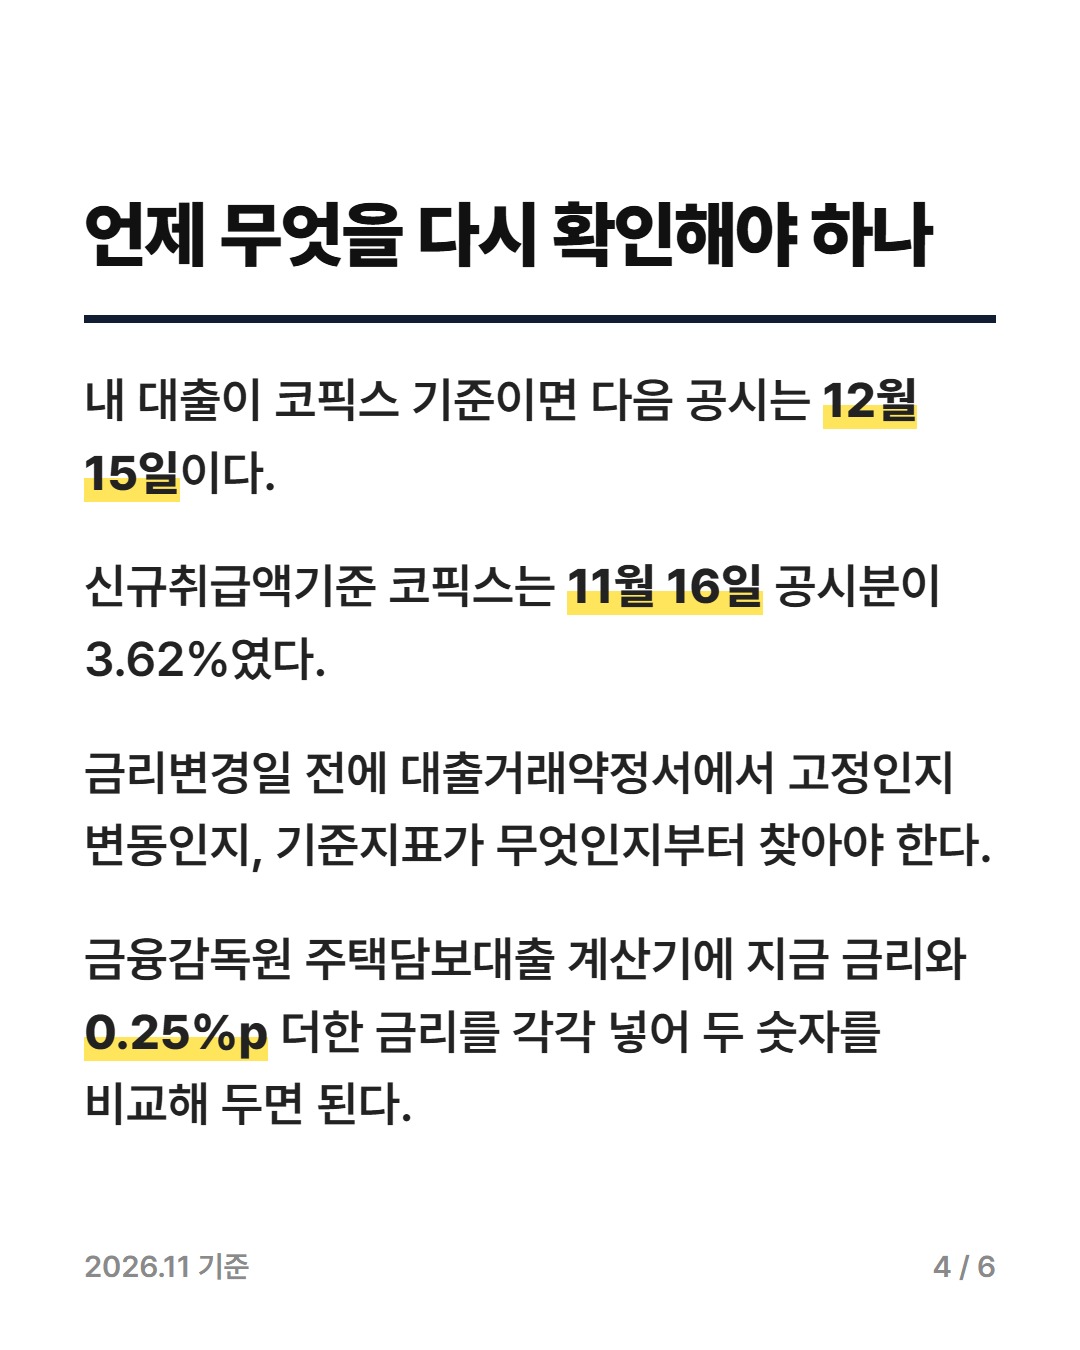 언제 무엇을 다시 확인해야 하나
내 대출이 코픽스 기준이면 다음 공시는 12월
15일이다.
신규취급액기준 코픽스는 11월 16일 공시분이
3.62%였다.
금리변경일 전에 대출거래약정서에서 고정인지
변동인지, 기준지표가 무엇인지부터 찾아야 한다.
금융감독원 주택담보대출 계산기에 지금 금리와
0.25%p 더한 금리를 각각 넣어 두 숫자를
비교해 두면 된다.
2026.11 기준
4 / 6